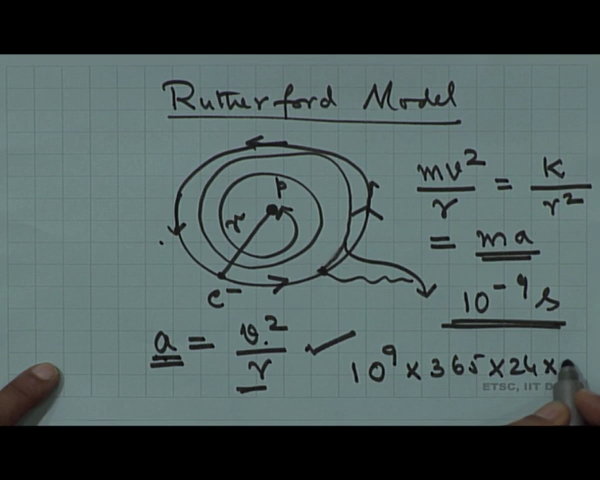 Rutherford Model
p
r
e⁻
mv²/r = K/r²
= ma
10⁻⁹ s
a = v²/r ✓
10⁹ × 365 × 24 ×
ETSC, IIT D